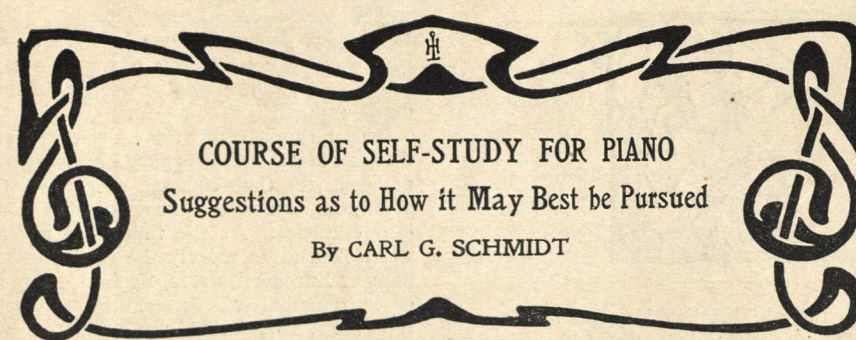 COURSE OF SELF-STUDY FOR PIANO
Suggestions as to How it May Best be Pursued
By CARL G. SCHMIDT